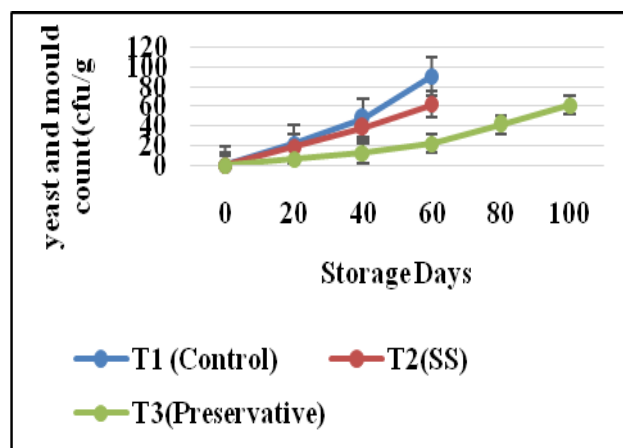 yeast and mould
count(cfu/g
120
100
80
60
40
20
0
0 20 40 60 80 100
Storage Days
T1 (Control)
T2(SS)
T3(Preservative)